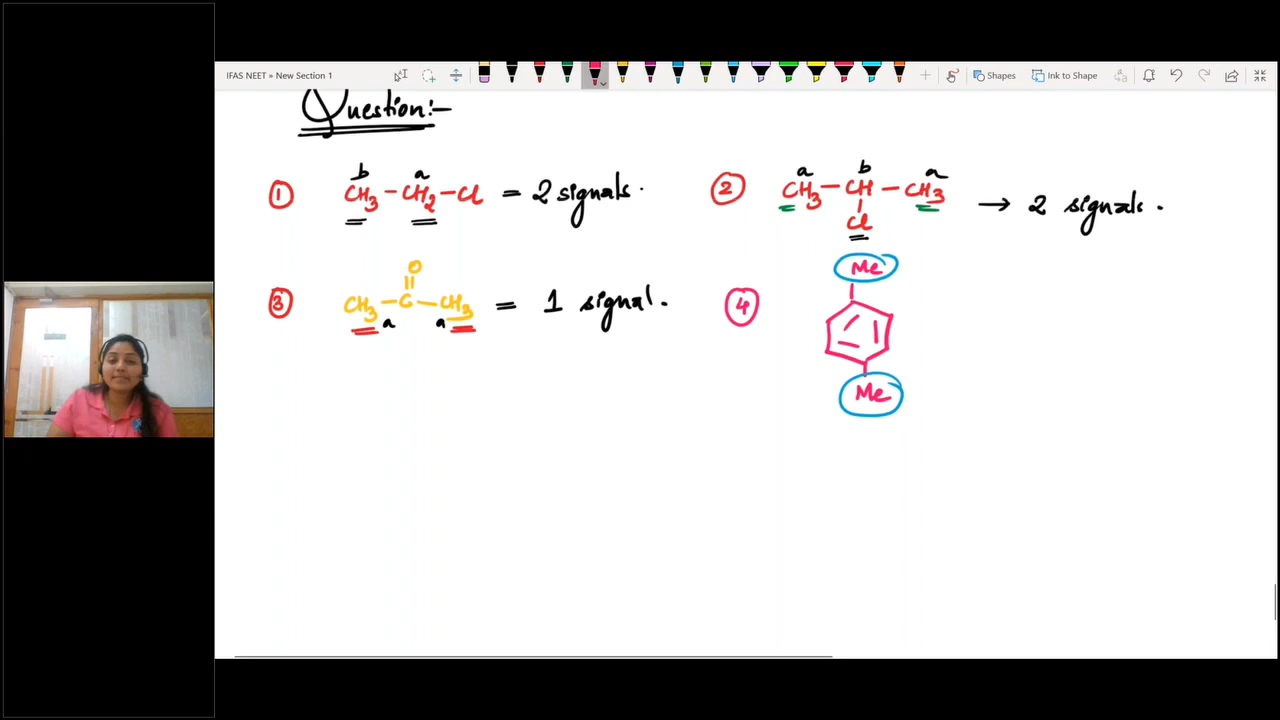 IFAS NEET » New Section 1
Shapes
Ink to Shape
Question:-
① b a
CH3 - CH2 - Cl = 2 signals.
② a b a
CH3 - CH - CH3 → 2 signals.
Cl
③ O
CH3 - C - CH3 = 1 signal.
a a
④ Me
Me